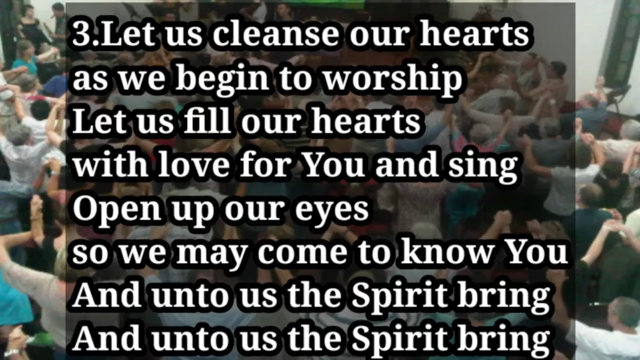 3.Let us cleanse our hearts
as we begin to worship
Let us fill our hearts
with love for You and sing
Open up our eyes
so we may come to know You
And unto us the Spirit bring
And unto us the Spirit bring